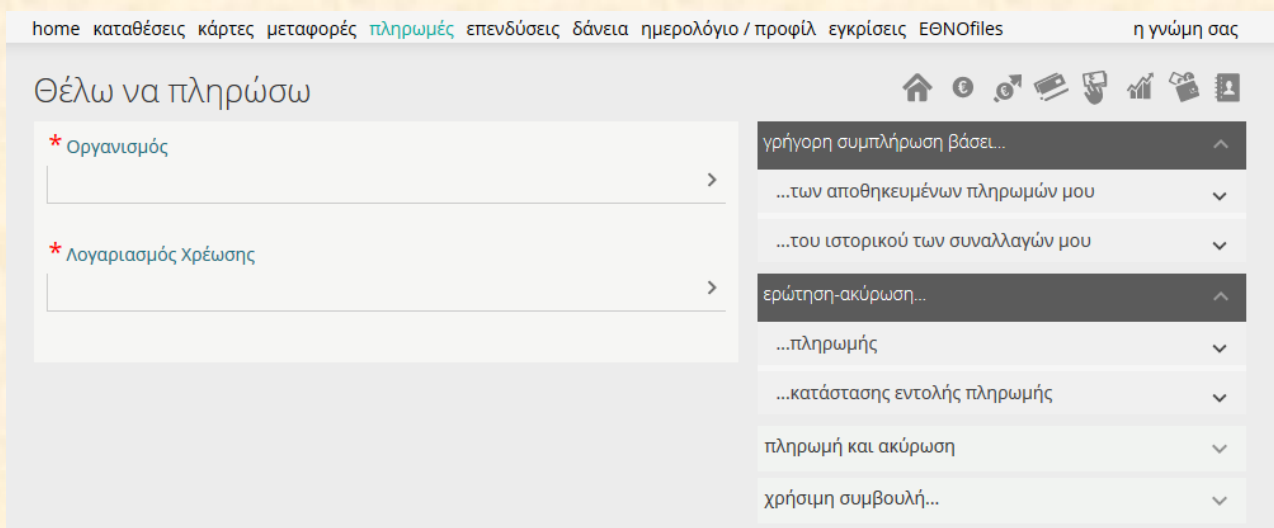 home καταθέσεις κάρτες μεταφορές πληρωμές επενδύσεις δάνεια ημερολόγιο / προφίλ εγκρίσεις ΕΘΝΟfiles η γνώμη σας
Θέλω να πληρώσω
* Οργανισμός
* Λογαριασμός Χρέωσης
γρήγορη συμπλήρωση βάσει...
...των αποθηκευμένων πληρωμών μου
...του ιστορικού των συναλλαγών μου
ερώτηση-ακύρωση...
...πληρωμής
...κατάστασης εντολής πληρωμής
πληρωμή και ακύρωση
χρήσιμη συμβουλή...